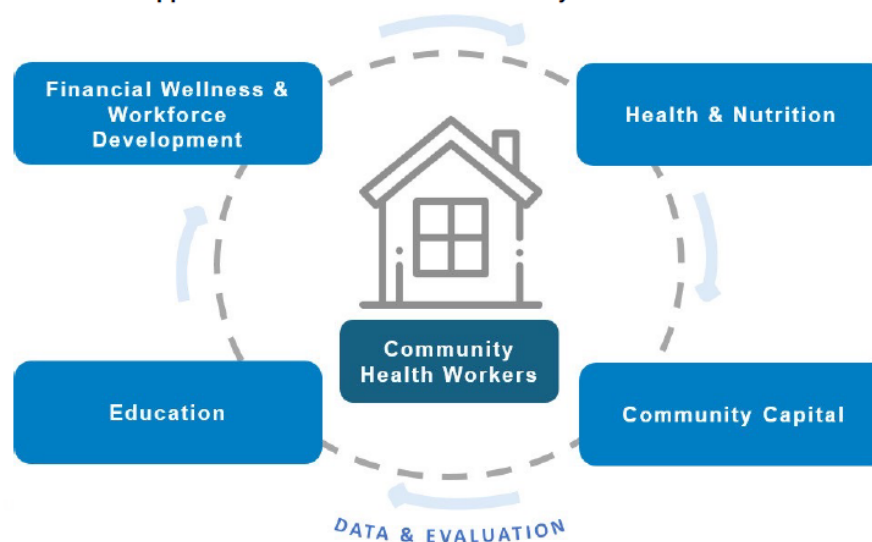 Financial Wellness &
Workforce
Development
Health & Nutrition
Community
Health Workers
Education
Community Capital
DATA & EVALUATION